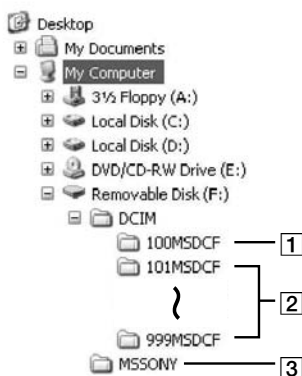 Desktop
My Documents
My Computer
3½ Floppy (A:)
Local Disk (C:)
Local Disk (D:)
DVD/CD-RW Drive (E:)
Removable Disk (F:)
DCIM
100MSDCF 1
101MSDCF
2
999MSDCF
MSSONY 3